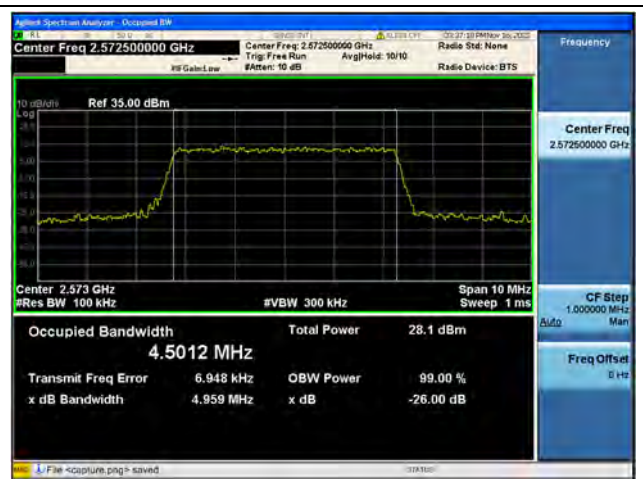 Agilent Spectrum Analyzer - Occupied BW
Center Freq 2.572500000 GHz
Center Freq: 2.572500000 GHz
Radio Std: None
Trig: Free Run
Avg|Hold: 10/10
#IFGain:Low
#Atten: 10 dB
Radio Device: BTS
Frequency
10 dB/div
Ref 35.00 dBm
Log
Center Freq
2.572500000 GHz
Center 2.573 GHz
Span 10 MHz
#Res BW 100 kHz
#VBW 300 kHz
Sweep 1 ms
CF Step
1.000000 MHz
Auto Man
Occupied Bandwidth
Total Power
28.1 dBm
4.5012 MHz
Transmit Freq Error
6.948 kHz
OBW Power
99.00 %
x dB Bandwidth
4.959 MHz
x dB
-26.00 dB
Freq Offset
0 Hz
MSG
File <capture.png> saved
STATUS